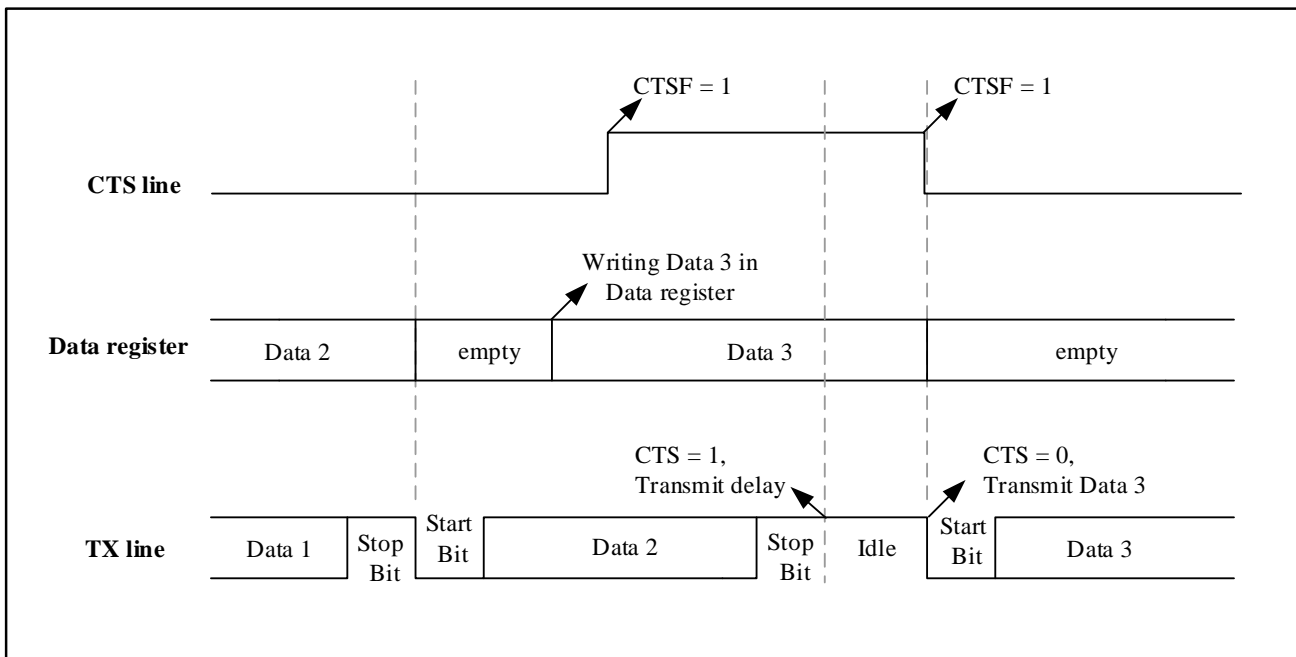 CTSF = 1
CTSF = 1
CTS line
Writing Data 3 in
Data register
Data register
Data 2
empty
Data 3
empty
CTS = 1,
Transmit delay
CTS = 0,
Transmit Data 3
TX line
Data 1
Stop
Bit
Start
Bit
Data 2
Stop
Bit
Idle
Start
Bit
Data 3